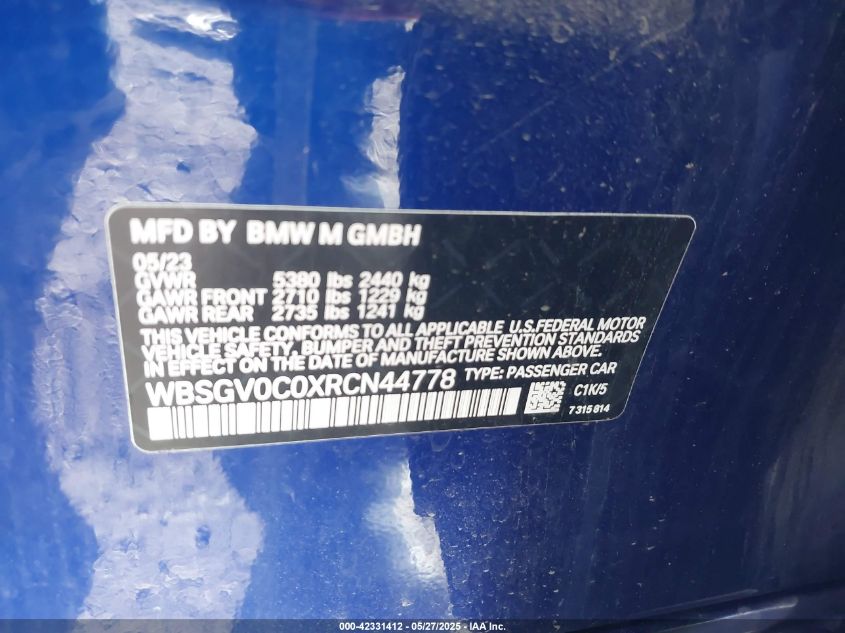 MFD BY BMW M GMBH
05/23
GVWR 5380 lbs 2440 kg
GAWR FRONT 2710 lbs 1229 kg
GAWR REAR 2735 lbs 1241 kg
THIS VEHICLE CONFORMS TO ALL APPLICABLE U.S.FEDERAL MOTOR
VEHICLE SAFETY, BUMPER AND THEFT PREVENTION STANDARDS
IN EFFECT ON THE DATE OF MANUFACTURE SHOWN ABOVE.
WBSGV0C0XRCN44778 TYPE: PASSENGER CAR
C1K/5
7315814
000-42331412 - 05/27/2025 - IAA Inc.